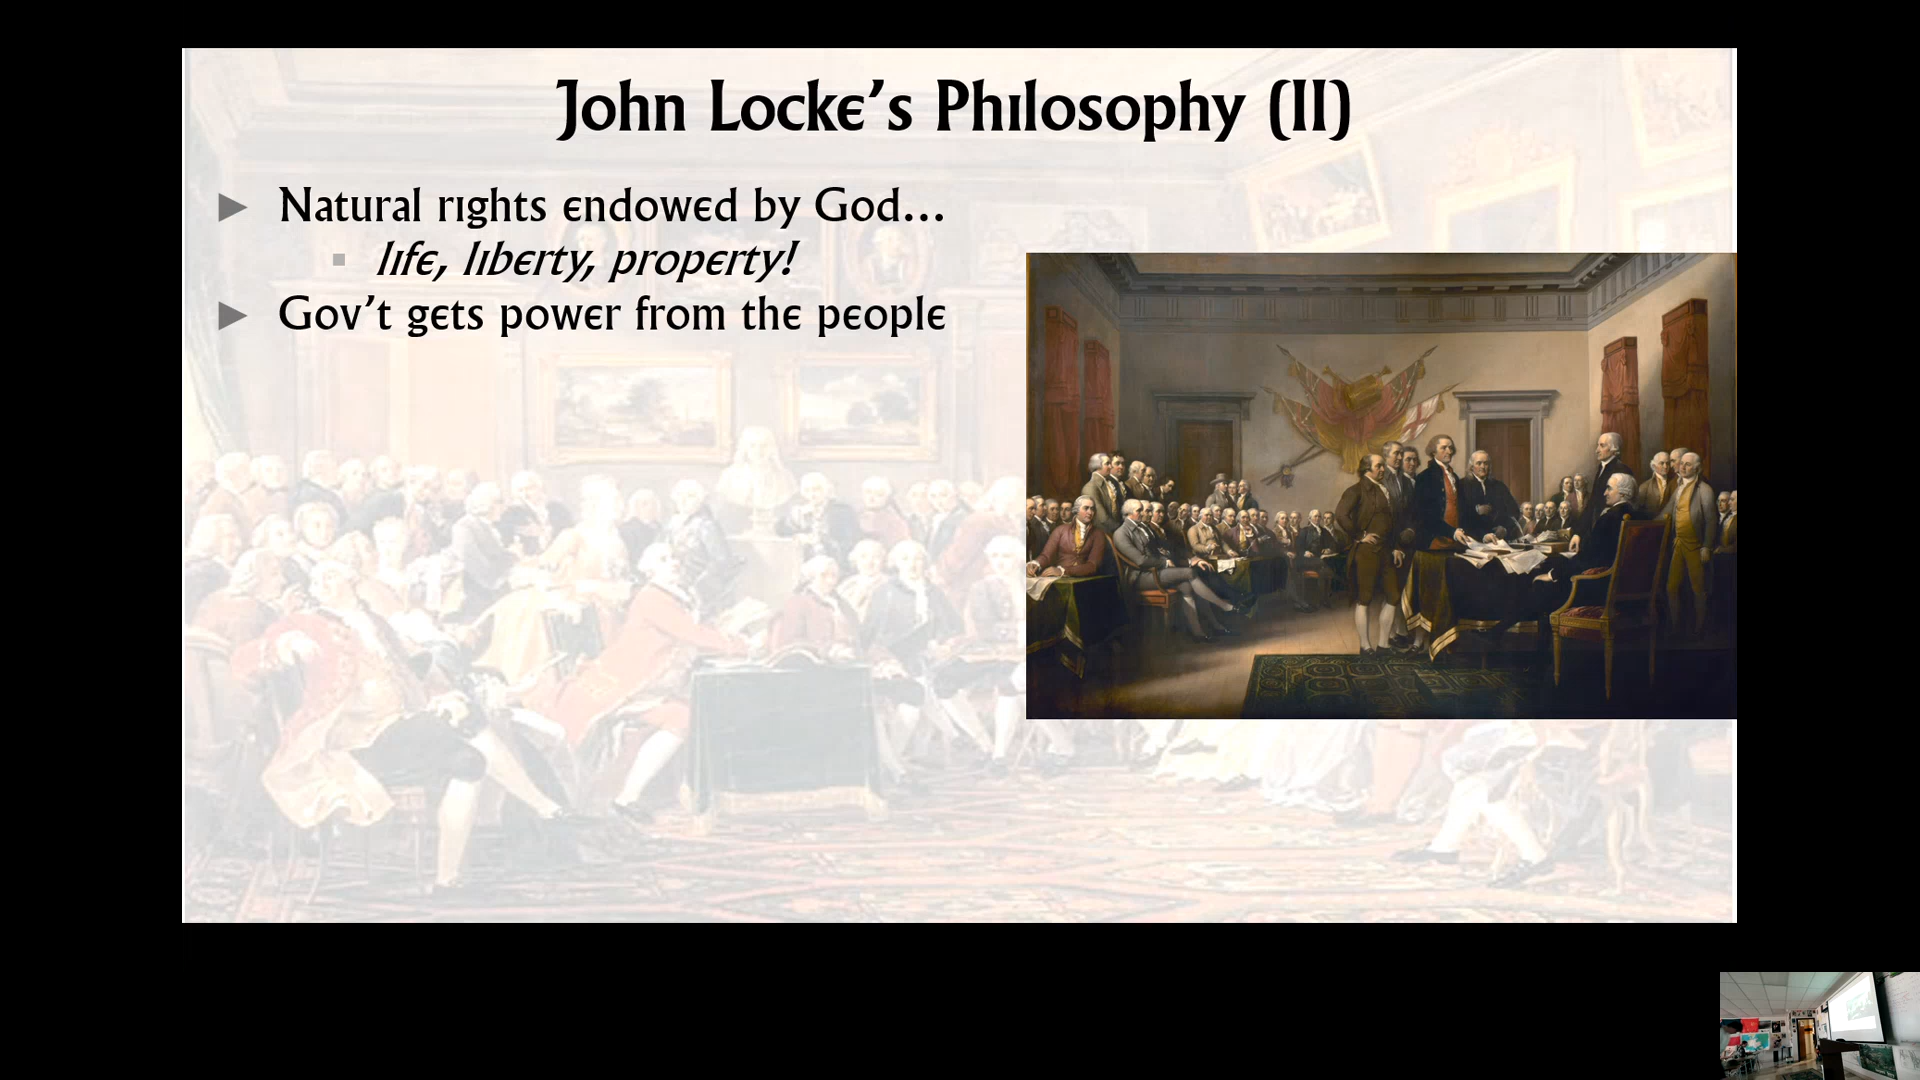 John Locke's Philosophy (II)
► Natural rights endowed by God...
▪ life, liberty, property!
► Gov't gets power from the people